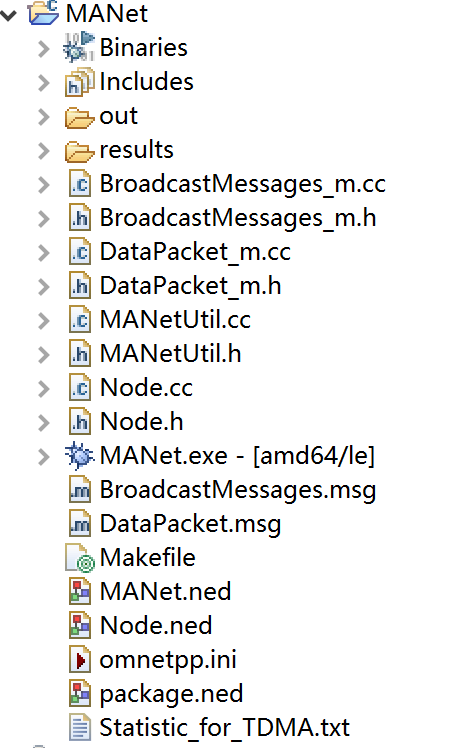 MANet
Binaries
Includes
out
results
BroadcastMessages_m.cc
BroadcastMessages_m.h
DataPacket_m.cc
DataPacket_m.h
MANetUtil.cc
MANetUtil.h
Node.cc
Node.h
MANet.exe - [amd64/le]
BroadcastMessages.msg
DataPacket.msg
Makefile
MANet.ned
Node.ned
omnetpp.ini
package.ned
Statistic_for_TDMA.txt